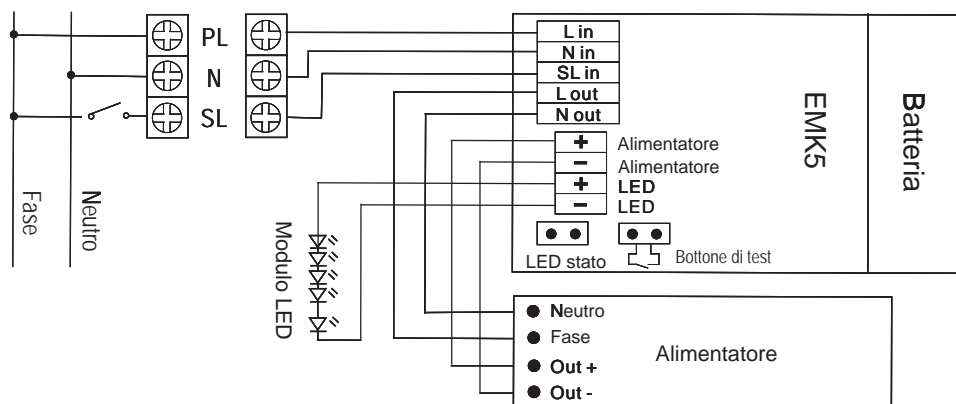 PL
N
SL
Fase
Neutro
L in
N in
SL in
L out
N out
+
Alimentatore
−
Alimentatore
+
LED
−
LED
LED stato
Bottone di test
EMK5
Batteria
Modulo LED
Neutro
Fase
Out +
Out -
Alimentatore